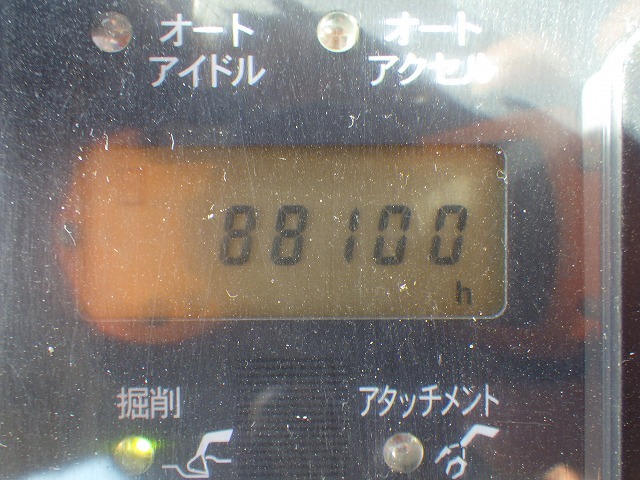 オート
アイドル
オート
アクセル
88100
h
掘削
アタッチメント